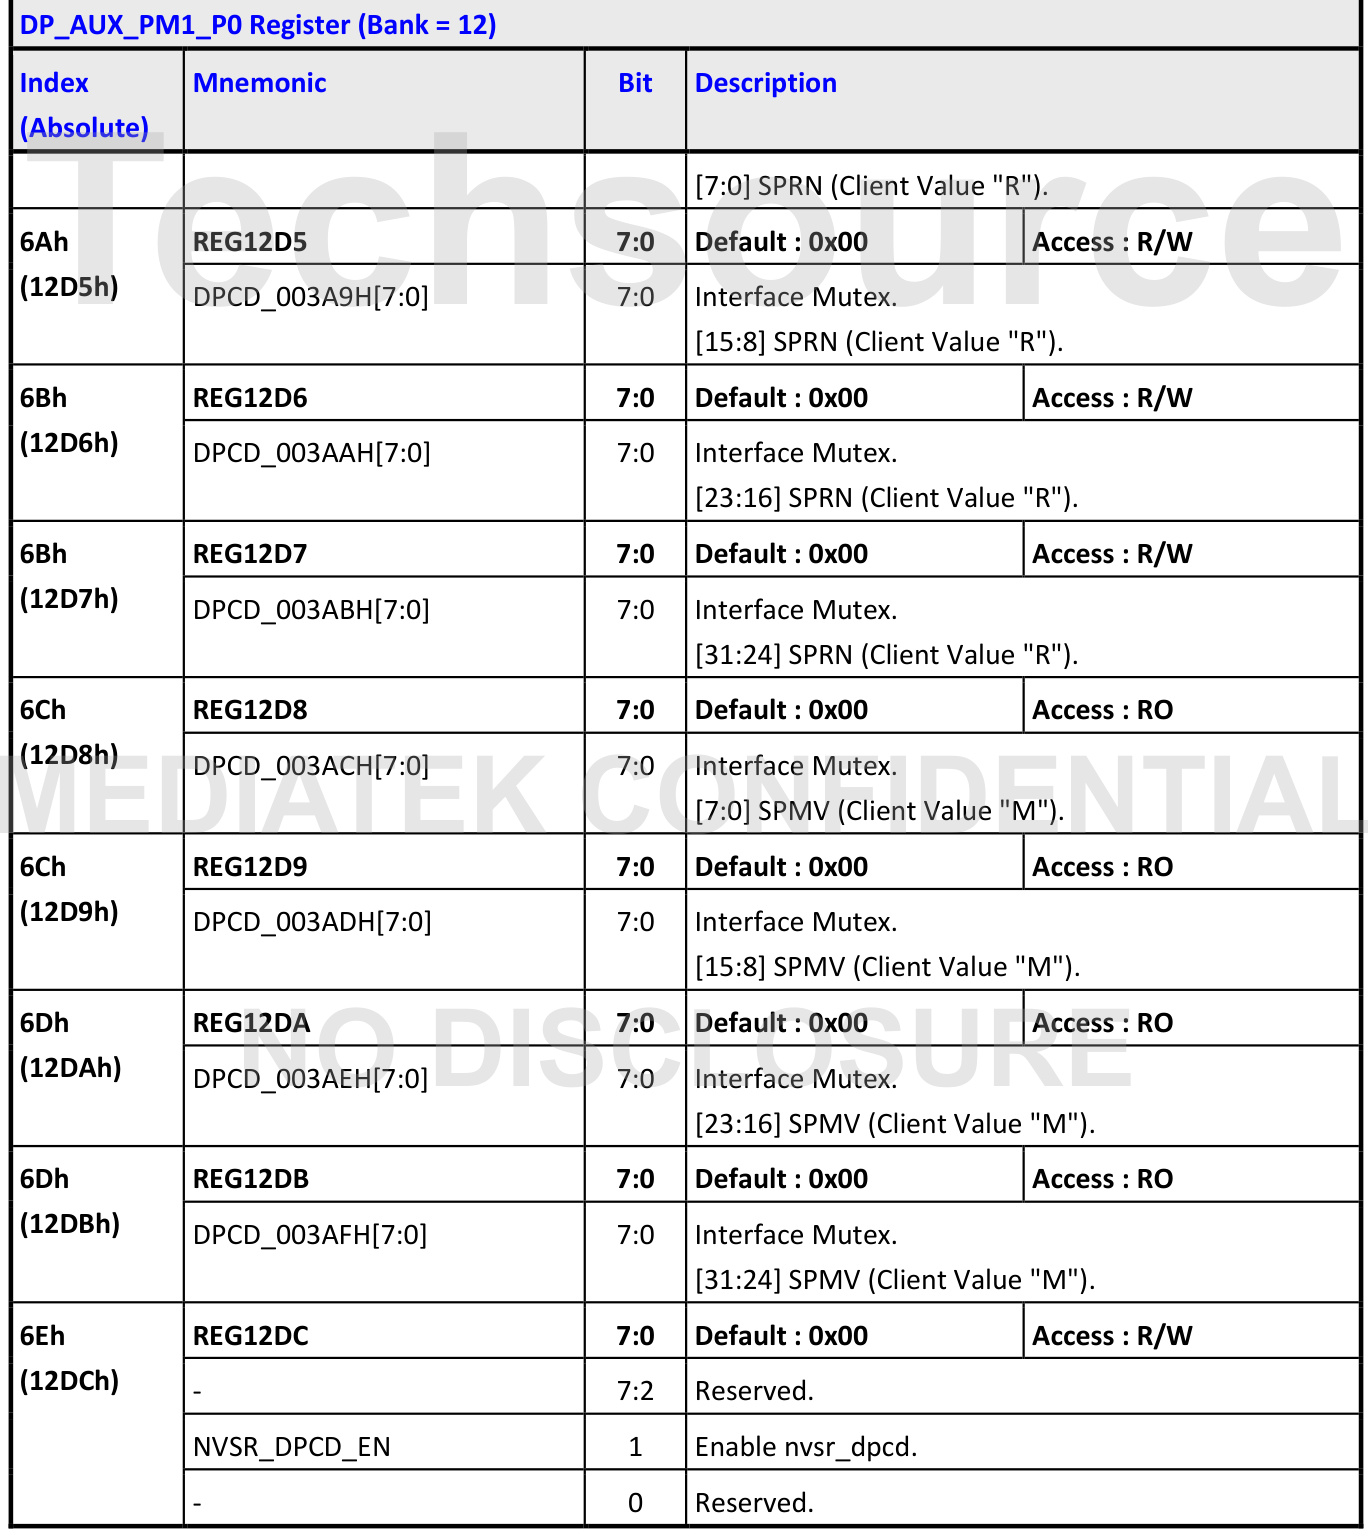 DP_AUX_PM1_P0 Register (Bank = 12)
Index (Absolute) Mnemonic Bit Description
[7:0] SPRN (Client Value "R").
6Ah (12D5h) REG12D5 7:0 Default : 0x00 Access : R/W
DPCD_003A9H[7:0] 7:0 Interface Mutex.
[15:8] SPRN (Client Value "R").
6Bh (12D6h) REG12D6 7:0 Default : 0x00 Access : R/W
DPCD_003AAH[7:0] 7:0 Interface Mutex.
[23:16] SPRN (Client Value "R").
6Bh (12D7h) REG12D7 7:0 Default : 0x00 Access : R/W
DPCD_003ABH[7:0] 7:0 Interface Mutex.
[31:24] SPRN (Client Value "R").
6Ch (12D8h) REG12D8 7:0 Default : 0x00 Access : RO
DPCD_003ACH[7:0] 7:0 Interface Mutex.
[7:0] SPMV (Client Value "M").
6Ch (12D9h) REG12D9 7:0 Default : 0x00 Access : RO
DPCD_003ADH[7:0] 7:0 Interface Mutex.
[15:8] SPMV (Client Value "M").
6Dh (12DAh) REG12DA 7:0 Default : 0x00 Access : RO
DPCD_003AEH[7:0] 7:0 Interface Mutex.
[23:16] SPMV (Client Value "M").
6Dh (12DBh) REG12DB 7:0 Default : 0x00 Access : RO
DPCD_003AFH[7:0] 7:0 Interface Mutex.
[31:24] SPMV (Client Value "M").
6Eh (12DCh) REG12DC 7:0 Default : 0x00 Access : R/W
- 7:2 Reserved.
NVSR_DPCD_EN 1 Enable nvsr_dpcd.
- 0 Reserved.
Techsource
MEDIATEK CONFIDENTIAL
NO DISCLOSURE